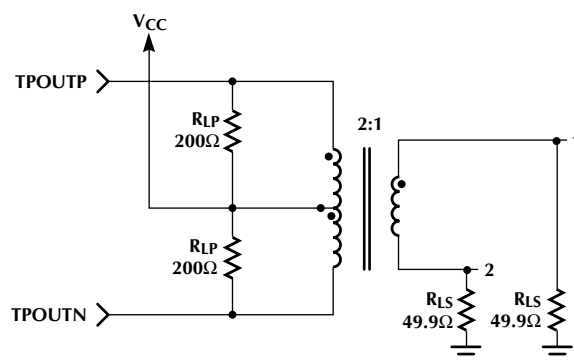 VCC
TPOUTP
RLP
200Ω
2:1
RLP
200Ω
2
TPOUTN
RLS
49.9Ω
RLS
49.9Ω